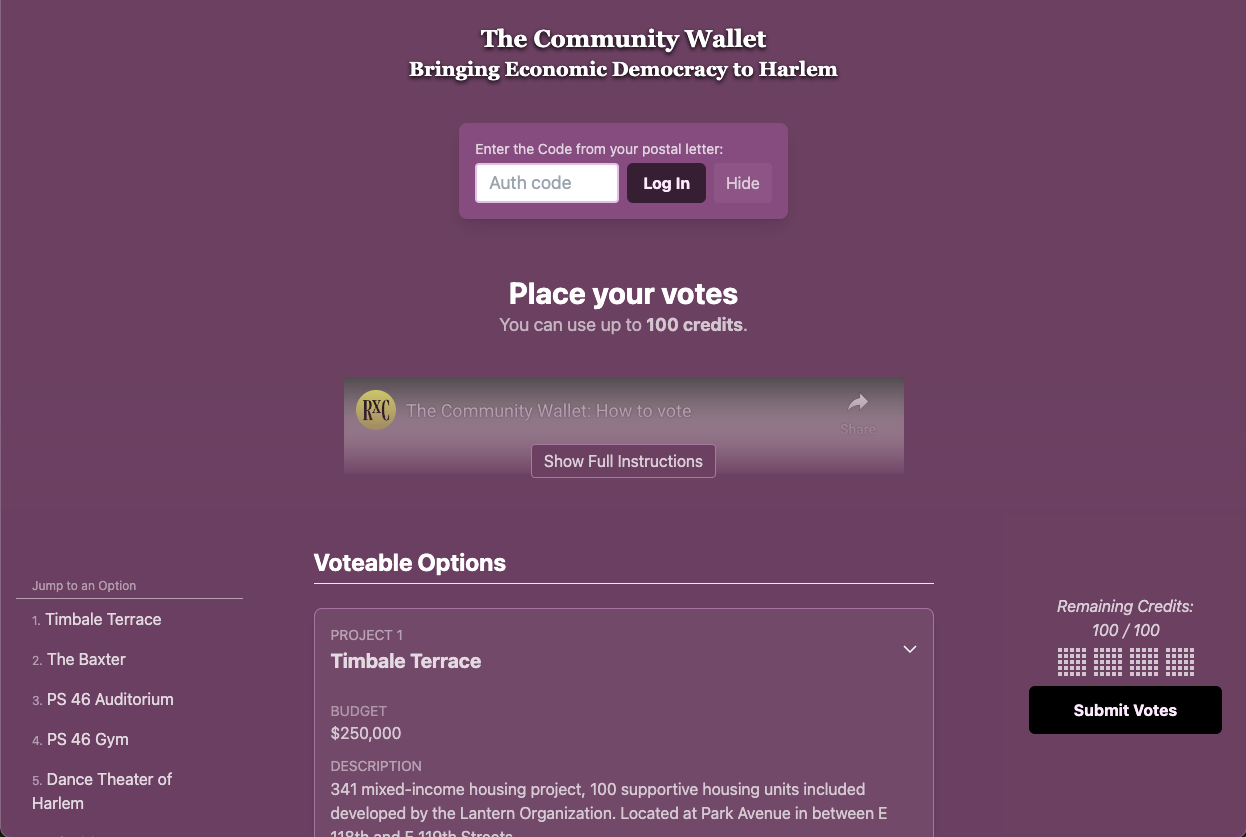 The Community Wallet
Bringing Economic Democracy to Harlem
Enter the Code from your postal letter:
Auth code
Log In
Hide
Place your votes
You can use up to 100 credits.
RXC
The Community Wallet: How to vote
Share
Show Full Instructions
Jump to an Option
1. Timbale Terrace
2. The Baxter
3. PS 46 Auditorium
4. PS 46 Gym
5. Dance Theater of
Harlem
Voteable Options
PROJECT 1
Timbale Terrace
BUDGET
$250,000
DESCRIPTION
341 mixed-income housing project, 100 supportive housing units included
developed by the Lantern Organization. Located at Park Avenue in between E
118th and E 119th Streets
Remaining Credits:
100 / 100
Submit Votes